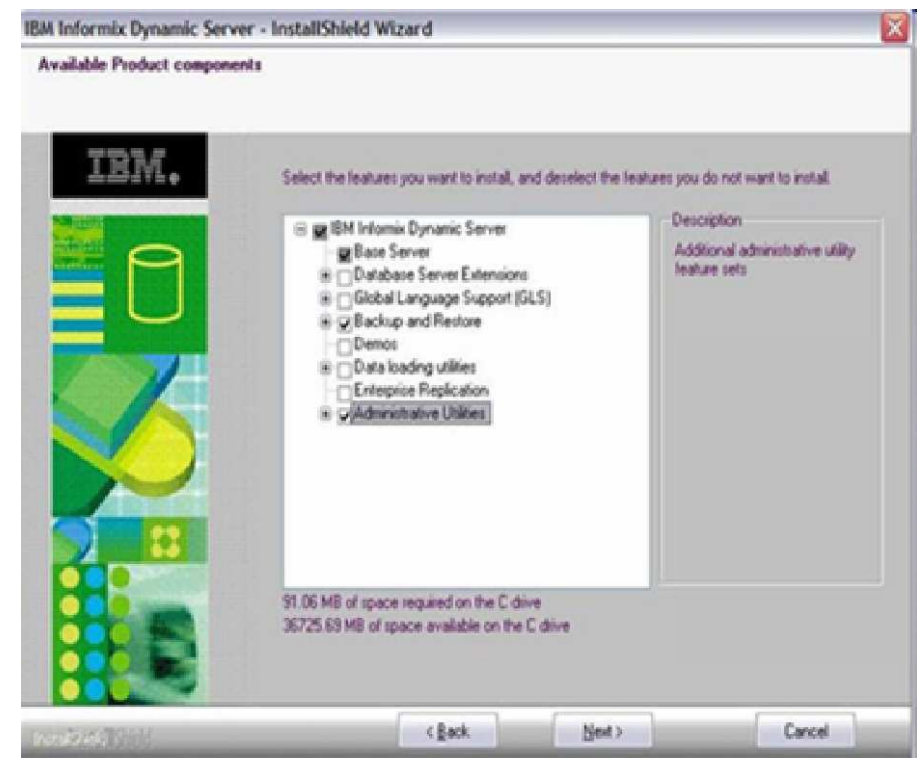 IBM Informix Dynamic Server - InstallShield Wizard
Available Product components
IBM.
Select the features you want to install, and deselect the features you do not want to install.
IBM Informix Dynamic Server
Base Server
Database Server Extensions
Global Language Support (GLS)
Backup and Restore
Demos
Data loading utilities
Enterprise Replication
Administrative Utilities
Description
Additional administrative utility
feature sets
91.06 MB of space required on the C drive
36725.69 MB of space available on the C drive
InstallShield
< Back
Next >
Cancel